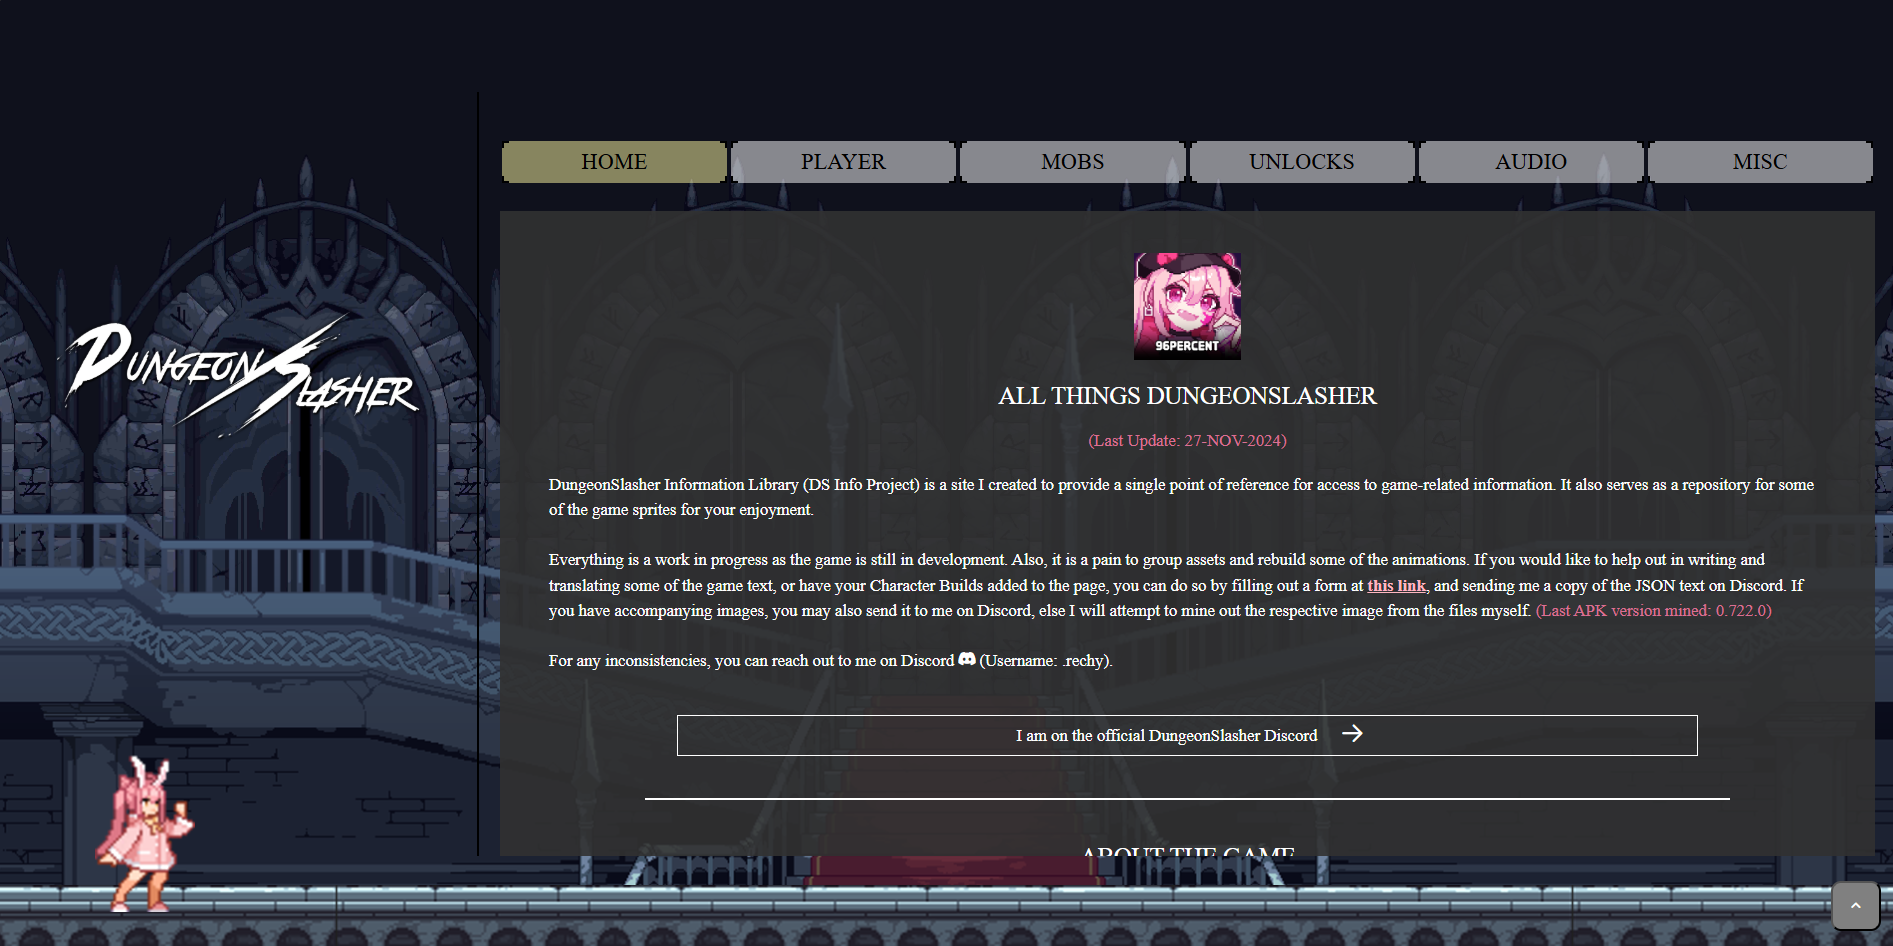 HOME
PLAYER
MOBS
UNLOCKS
AUDIO
MISC
DUNGEON SLASHER
96PERCENT
ALL THINGS DUNGEONSLASHER
(Last Update: 27-NOV-2024)
DungeonSlasher Information Library (DS Info Project) is a site I created to provide a single point of reference for access to game-related information. It also serves as a repository for some
of the game sprites for your enjoyment.
Everything is a work in progress as the game is still in development. Also, it is a pain to group assets and rebuild some of the animations. If you would like to help out in writing and
translating some of the game text, or have your Character Builds added to the page, you can do so by filling out a form at this link, and sending me a copy of the JSON text on Discord. If
you have accompanying images, you may also send it to me on Discord, else I will attempt to mine out the respective image from the files myself. (Last APK version mined: 0.722.0)
For any inconsistencies, you can reach out to me on Discord (Username: .rechy).
I am on the official DungeonSlasher Discord →
ABOUT THE GAME